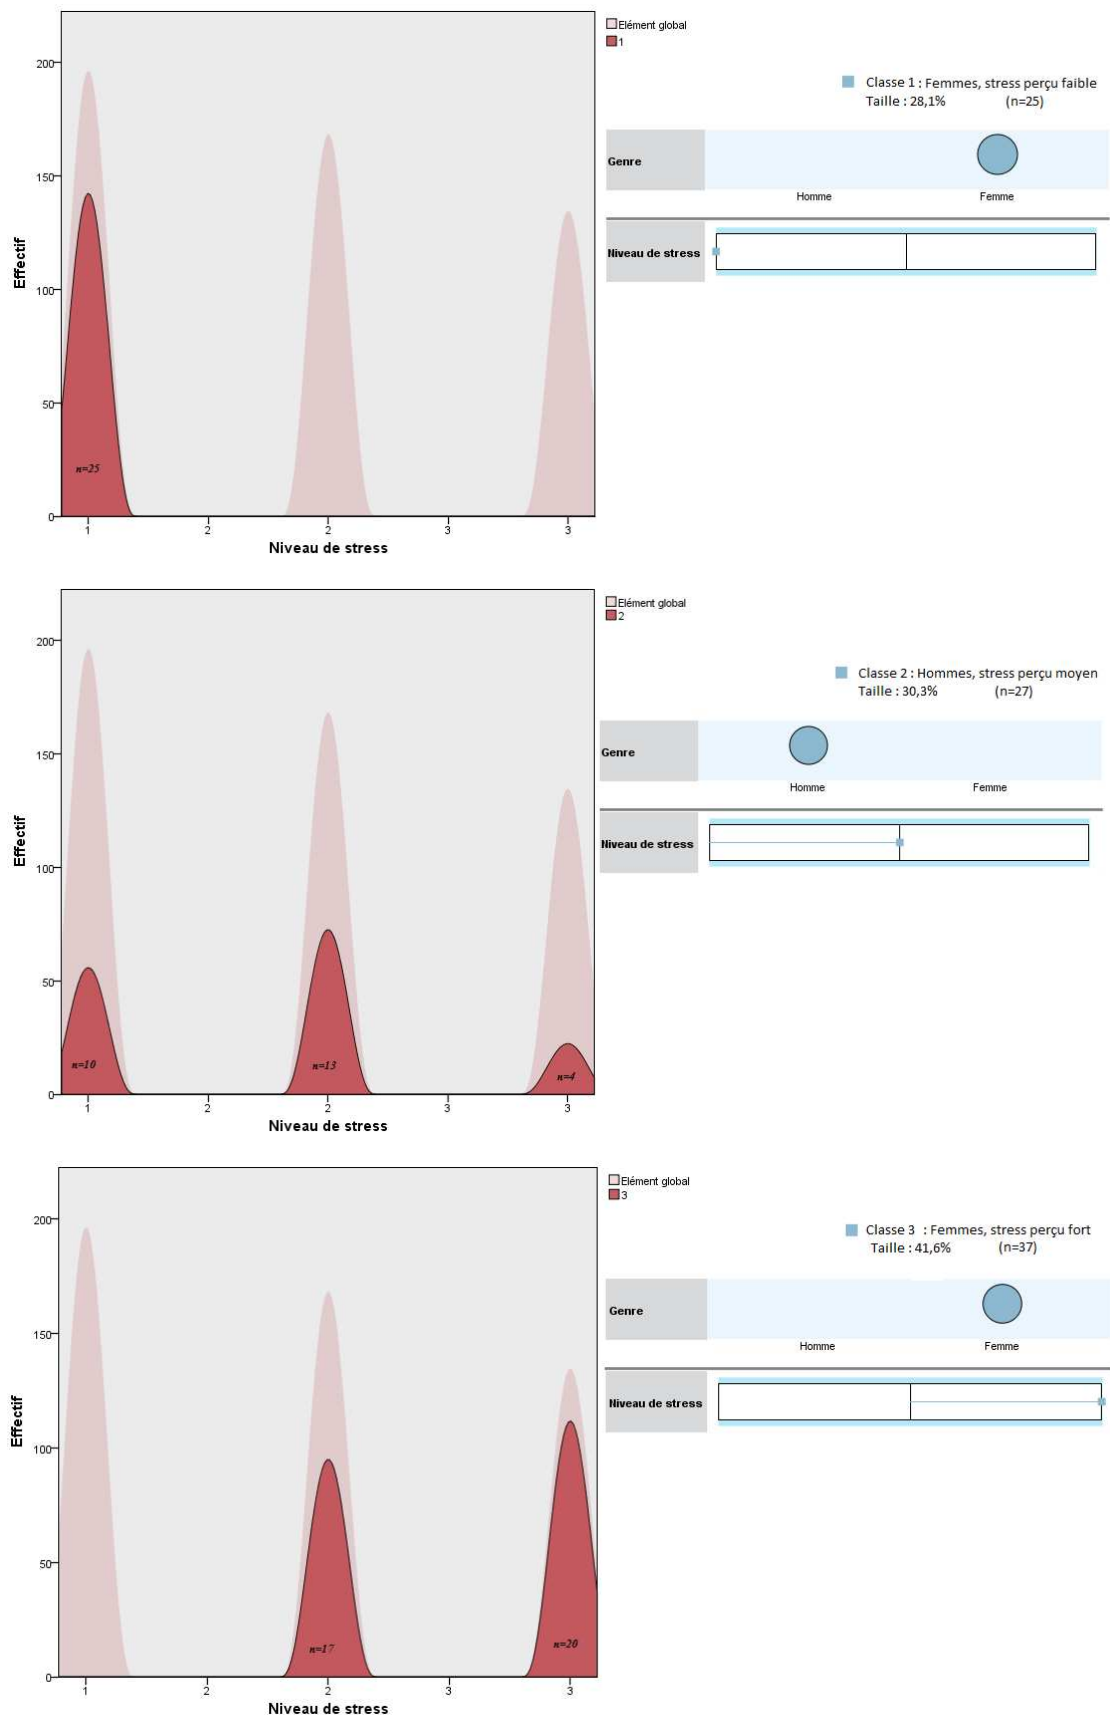 Elément global
1
Classe 1 : Femmes, stress perçu faible
Taille : 28,1% (n=25)
Genre
Homme Femme
Niveau de stress
Effectif
200
150
100
50
0
n=25
1 2 2 3 3
Niveau de stress
Elément global
2
Classe 2 : Hommes, stress perçu moyen
Taille : 30,3% (n=27)
Genre
Homme Femme
Niveau de stress
Effectif
200
150
100
50
0
n=10 n=13 n=4
1 2 2 3 3
Niveau de stress
Elément global
3
Classe 3 : Femmes, stress perçu fort
Taille : 41,6% (n=37)
Genre
Homme Femme
Niveau de stress
Effectif
200
150
100
50
0
n=17 n=20
1 2 2 3 3
Niveau de stress